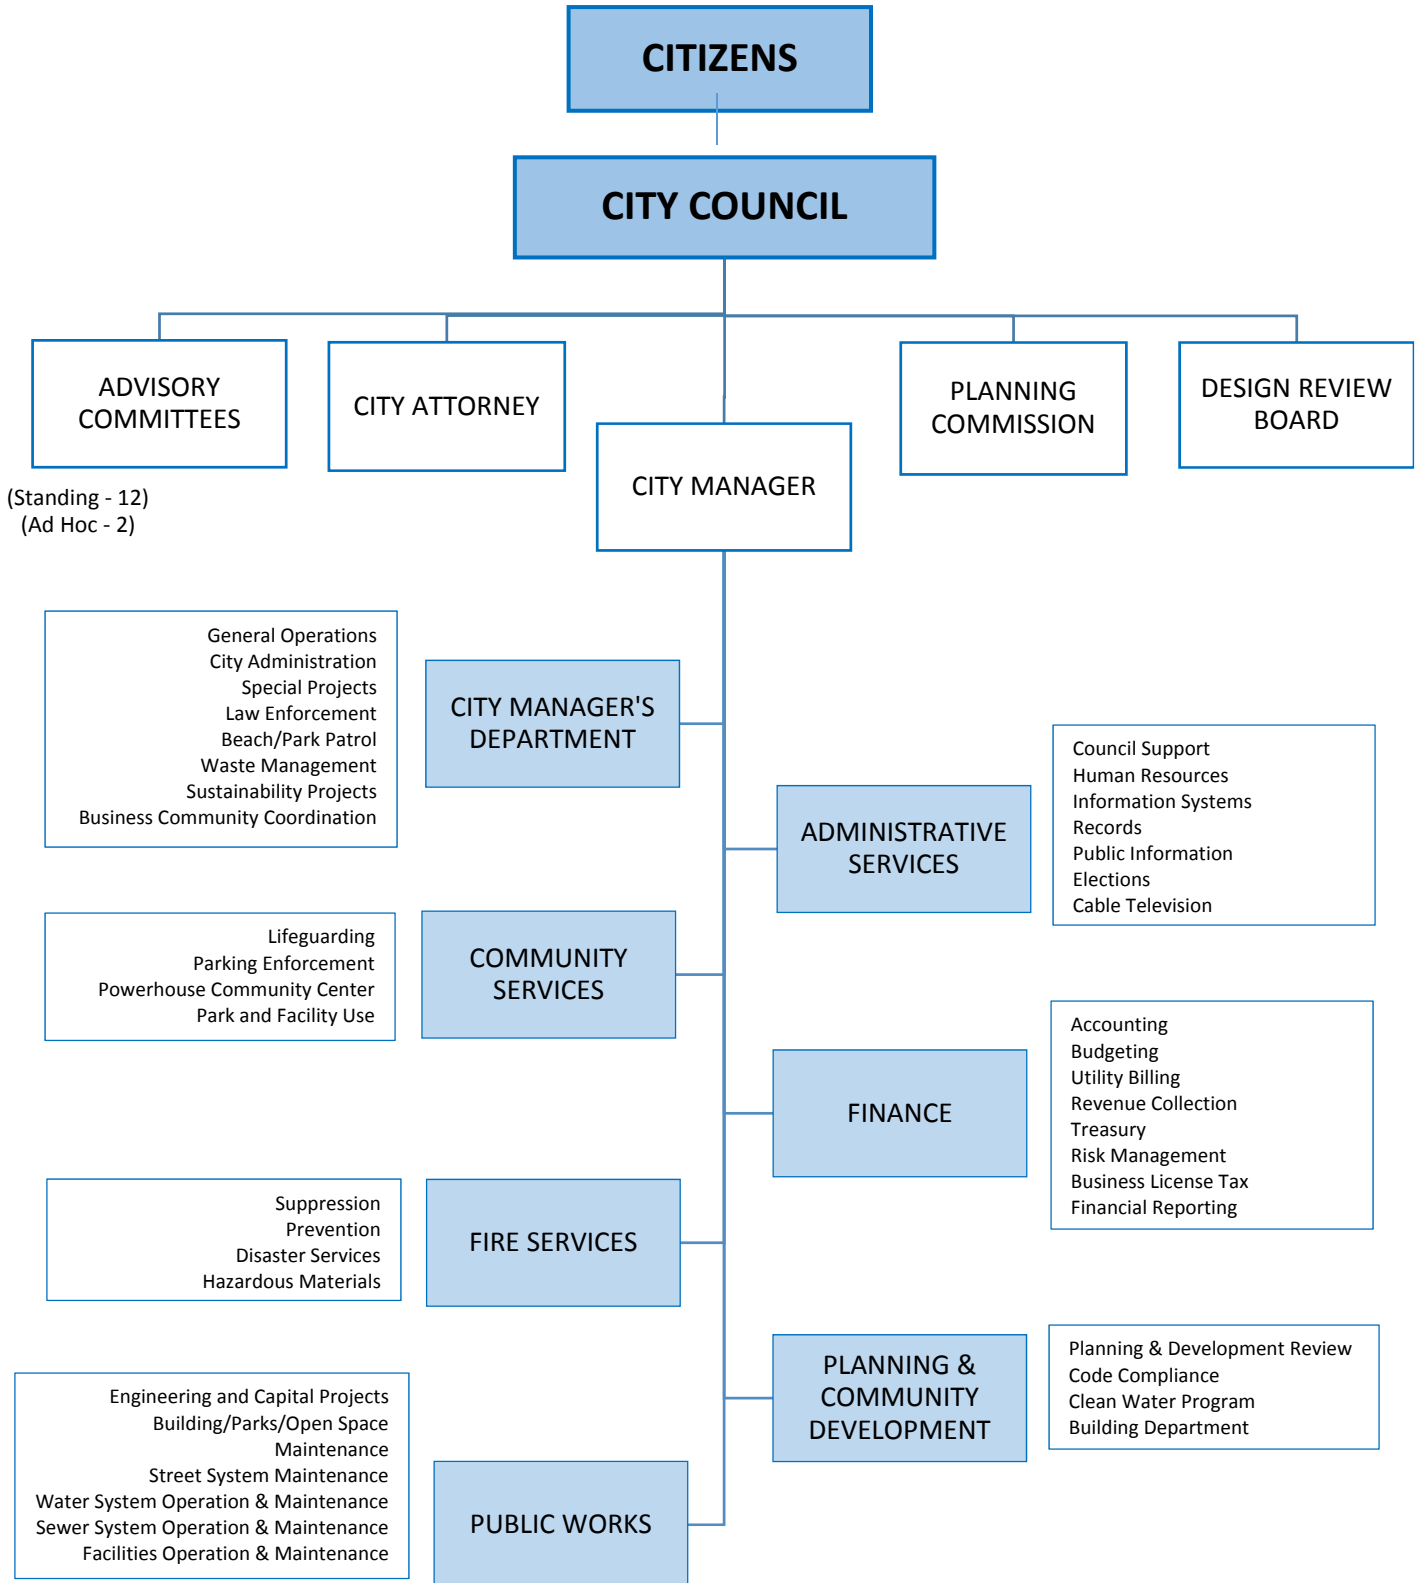 CITIZENS
CITY COUNCIL
ADVISORY
COMMITTEES
(Standing - 12)
(Ad Hoc - 2)
CITY ATTORNEY
CITY MANAGER
PLANNING
COMMISSION
DESIGN REVIEW
BOARD
General Operations
City Administration
Special Projects
Law Enforcement
Beach/Park Patrol
Waste Management
Sustainability Projects
Business Community Coordination
CITY MANAGER'S
DEPARTMENT
ADMINISTRATIVE
SERVICES
Council Support
Human Resources
Information Systems
Records
Public Information
Elections
Cable Television
Lifeguarding
Parking Enforcement
Powerhouse Community Center
Park and Facility Use
COMMUNITY
SERVICES
FINANCE
Accounting
Budgeting
Utility Billing
Revenue Collection
Treasury
Risk Management
Business License Tax
Financial Reporting
Suppression
Prevention
Disaster Services
Hazardous Materials
FIRE SERVICES
PLANNING &
COMMUNITY
DEVELOPMENT
Planning & Development Review
Code Compliance
Clean Water Program
Building Department
Engineering and Capital Projects
Building/Parks/Open Space
Maintenance
Street System Maintenance
Water System Operation & Maintenance
Sewer System Operation & Maintenance
Facilities Operation & Maintenance
PUBLIC WORKS